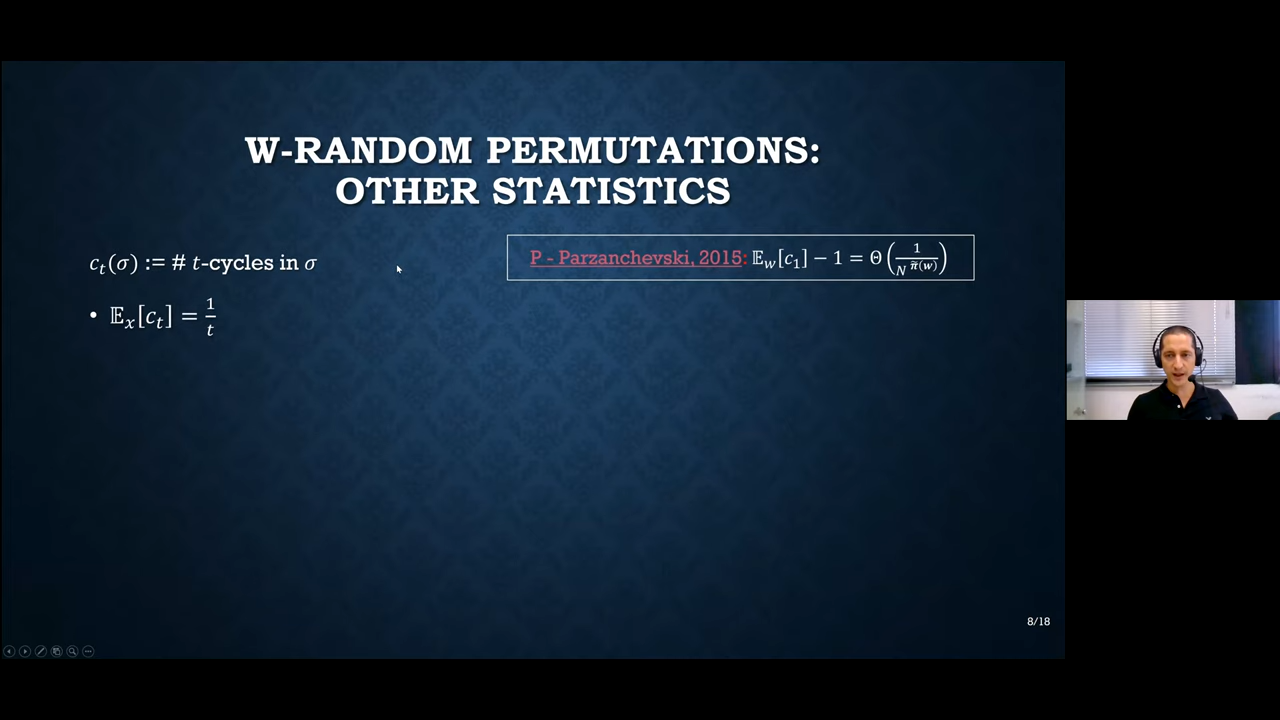 W-RANDOM PERMUTATIONS:
OTHER STATISTICS
P - Parzanchevski, 2015: 𝔼_w[c_1] − 1 = Θ(1/N^{π̃(w)})
c_t(σ) := # t-cycles in σ
• 𝔼_x[c_t] = 1/t
8/18